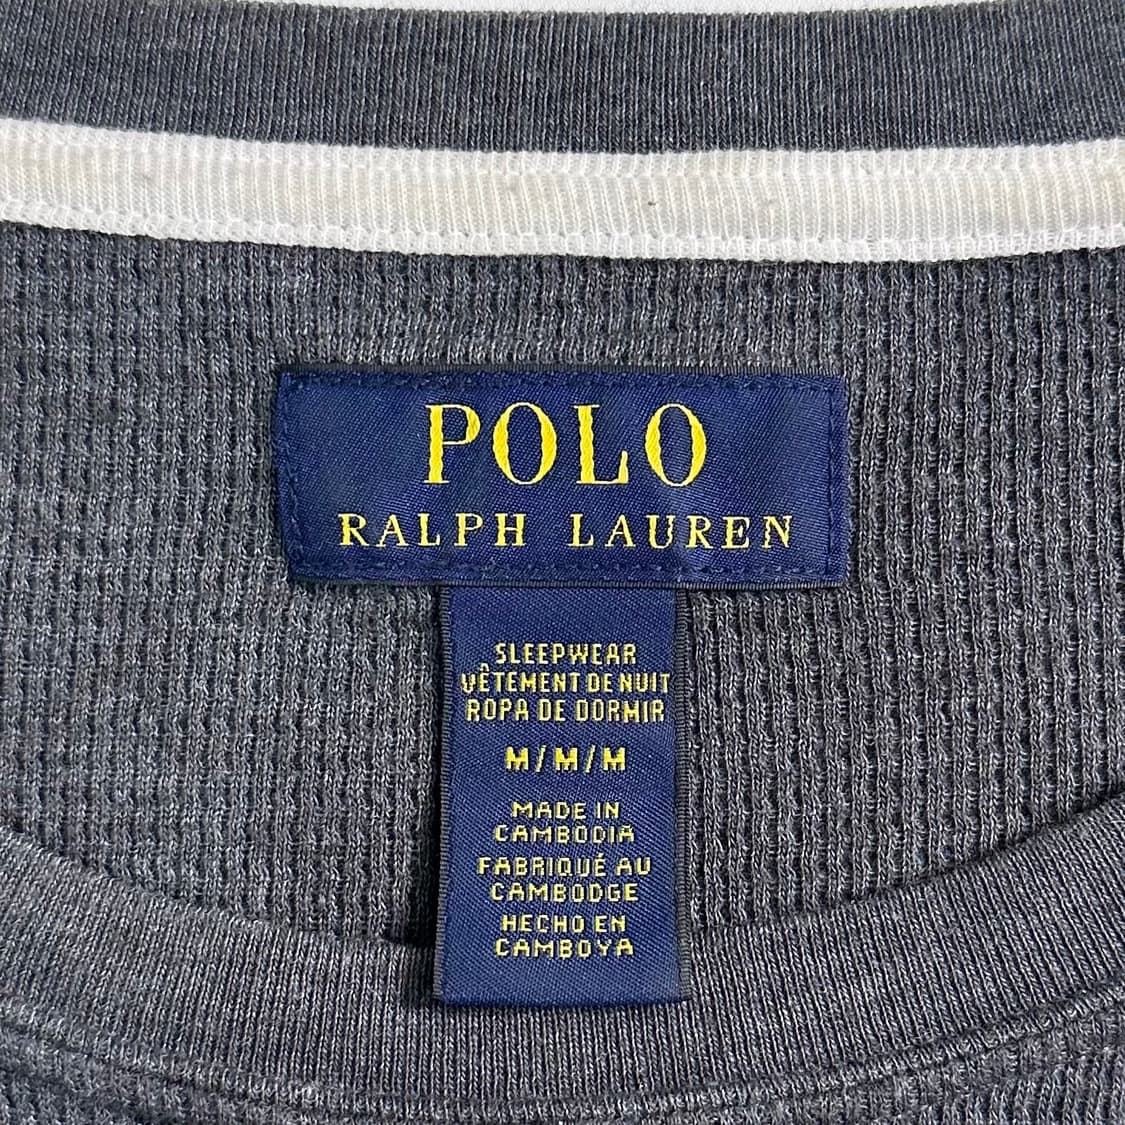 POLO
RALPH LAUREN
SLEEPWEAR
VÊTEMENT DE NUIT
ROPA DE DORMIR
M/M/M
MADE IN
CAMBODIA
FABRIQUÉ AU
CAMBODGE
HECHO EN
CAMBOYA